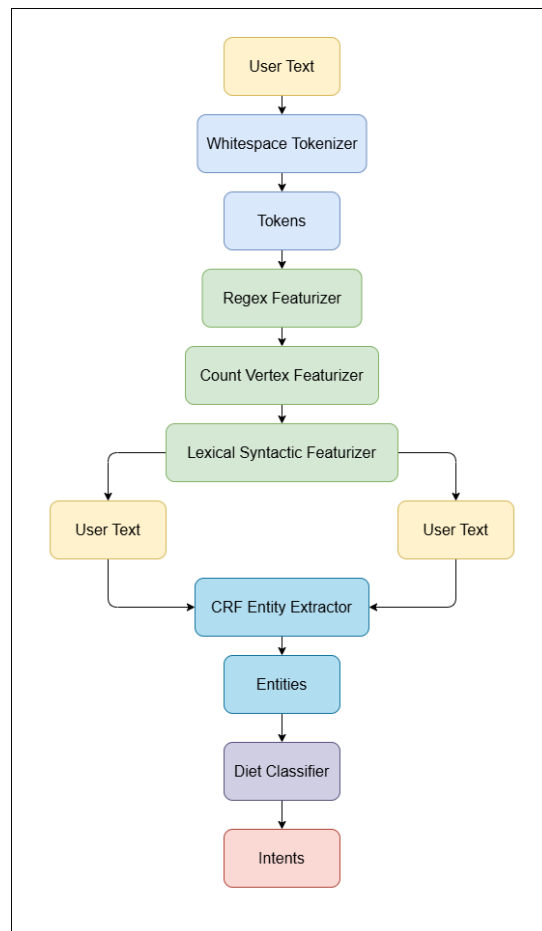 User Text
Whitespace Tokenizer
Tokens
Regex Featurizer
Count Vertex Featurizer
Lexical Syntactic Featurizer
User Text
User Text
CRF Entity Extractor
Entities
Diet Classifier
Intents